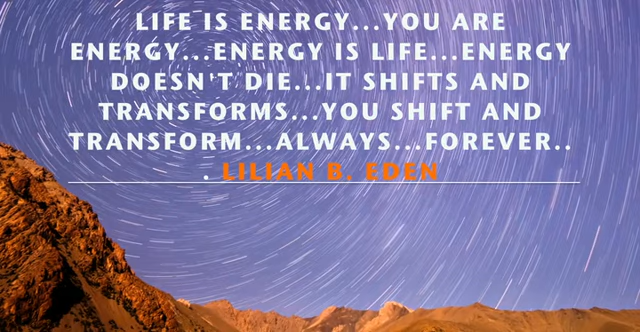 LIFE IS ENERGY...YOU ARE
ENERGY...ENERGY IS LIFE...ENERGY
DOESN'T DIE...IT SHIFTS AND
TRANSFORMS...YOU SHIFT AND
TRANSFORM...ALWAYS...FOREVER..
. LILIAN B. EDEN